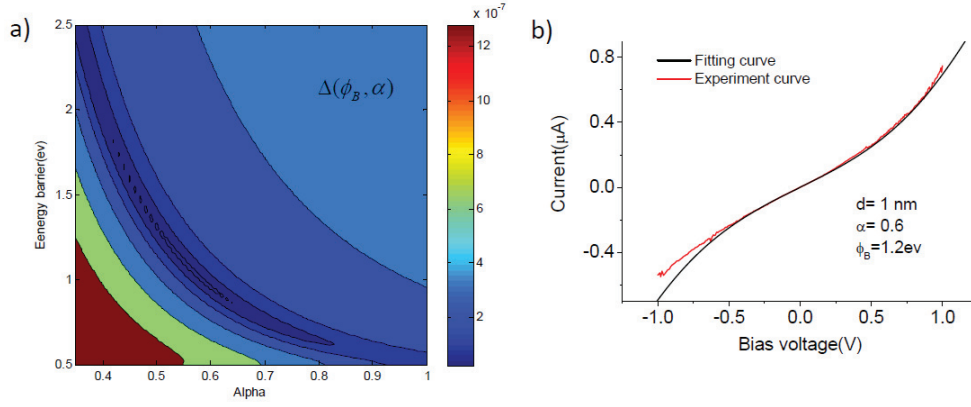 a)
x 10⁻⁷
2.5
2
1.5
1
0.5
Eenergy barrier(ev)
0.4
0.5
0.6
0.7
0.8
0.9
1
Alpha
Δ(ϕ_B, α)
12
10
8
6
4
2
b)
Fitting curve
Experiment curve
0.8
0.4
0.0
-0.4
Current(μA)
d= 1 nm
α= 0.6
ϕ_B=1.2ev
-1.0
-0.5
0.0
0.5
1.0
Bias voltage(V)